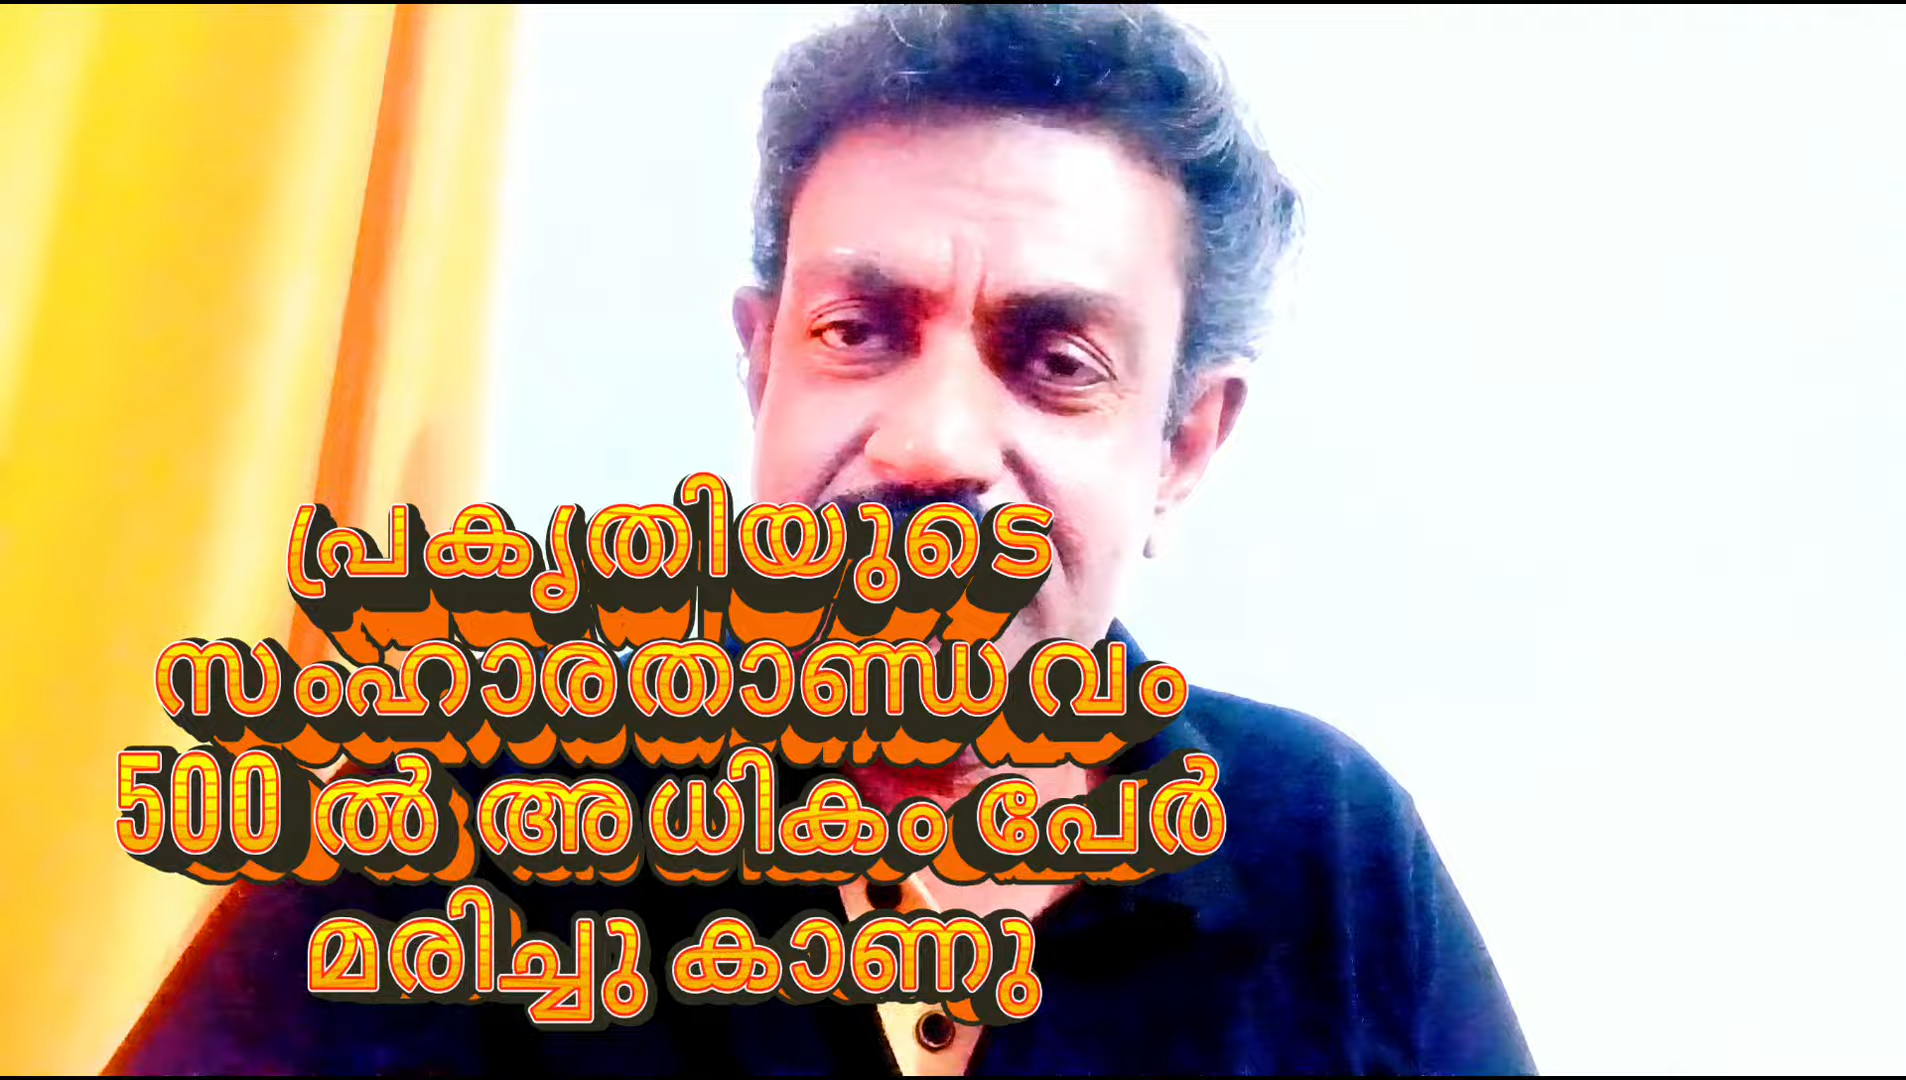 പ്രകൃതിയുടെ
സംഹാരതാണ്ഡവം
500 ൽ അധികം പേർ
മരിച്ചു കാണു